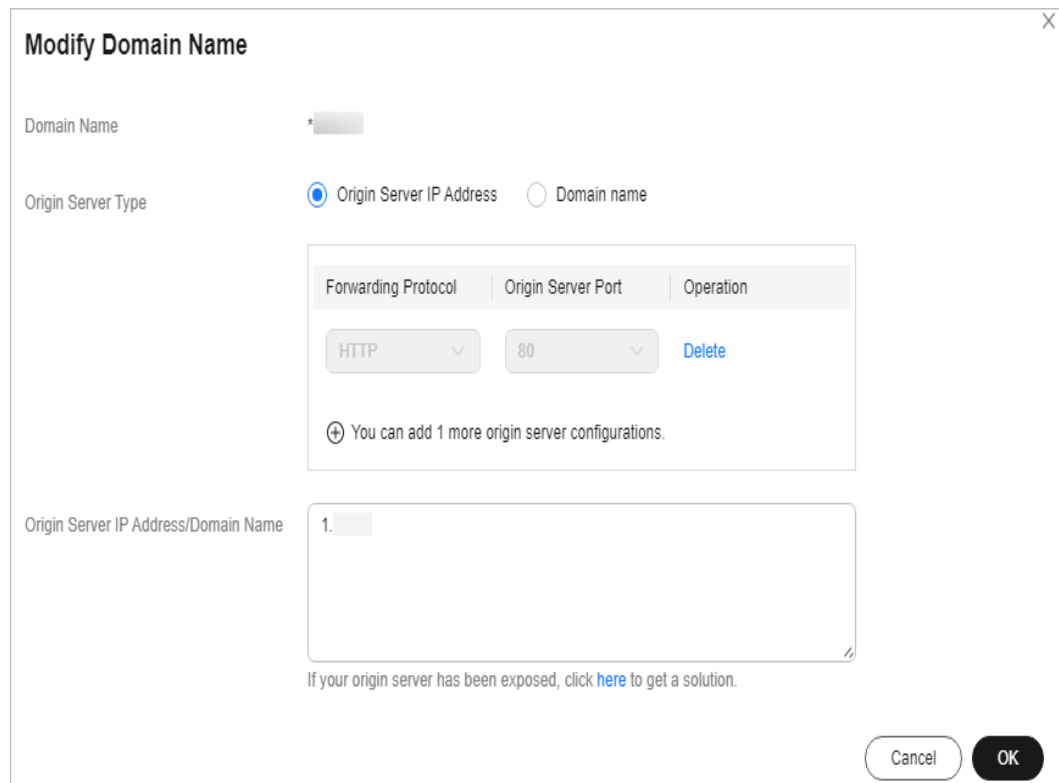 X
Modify Domain Name
Domain Name *
Origin Server Type Origin Server IP Address Domain name
Forwarding Protocol Origin Server Port Operation
HTTP 80 Delete
You can add 1 more origin server configurations.
Origin Server IP Address/Domain Name 1.
If your origin server has been exposed, click here to get a solution.
Cancel OK